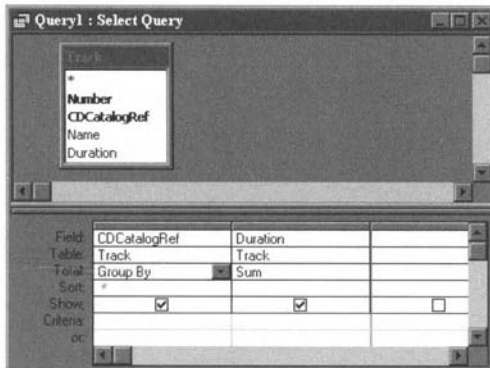 Query1 : Select Query
Track
*
Number
CDCatalogRef
Name
Duration
Field: CDCatalogRef Duration
Table: Track Track
Total: Group By Sum
Sort:
Show:
Criteria:
or: